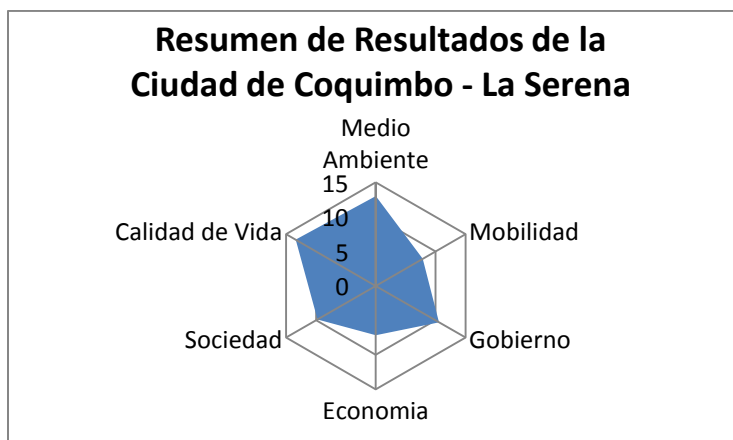 Resumen de Resultados de la
Ciudad de Coquimbo - La Serena
Medio
Ambiente
15
10
5
0
Calidad de Vida
Mobilidad
Sociedad
Gobierno
Economia